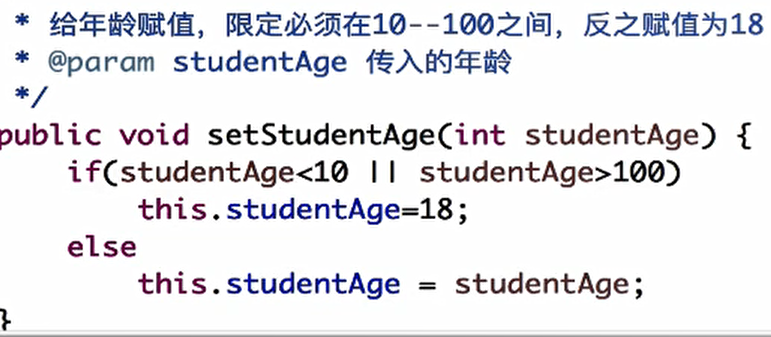 * 给年龄赋值，限定必须在10--100之间，反之赋值为18
* @param studentAge 传入的年龄
*/
public void setStudentAge(int studentAge) {
if(studentAge<10 || studentAge>100)
this.studentAge=18;
else
this.studentAge = studentAge;
}